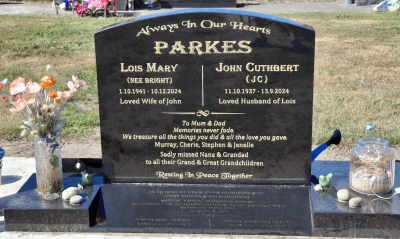 Always In Our Hearts
PARKES
LOIS MARY
(NEE BRIGHT)
1.10.1941 - 10.12.2024
Loved Wife of John
JOHN CUTHBERT
(JC)
11.10.1937 - 13.9.2024
Loved Husband of Lois
To Mum & Dad
Memories never fade.
We treasure all the things you did & all the love you gave.
Murray, Cherie, Stephen & Jenelle
Sadly missed Nana & Grandad
to all their Grand & Great Grandchildren
Resting In Peace Together